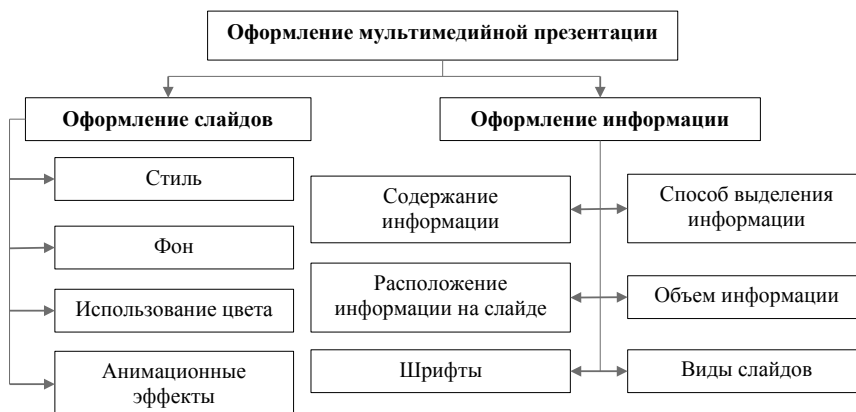 Оформление мультимедийной презентации
Оформление слайдов
Оформление информации
Стиль
Фон
Использование цвета
Анимационные
эффекты
Содержание
информации
Способ выделения
информации
Расположение
информации на слайде
Объем информации
Шрифты
Виды слайдов